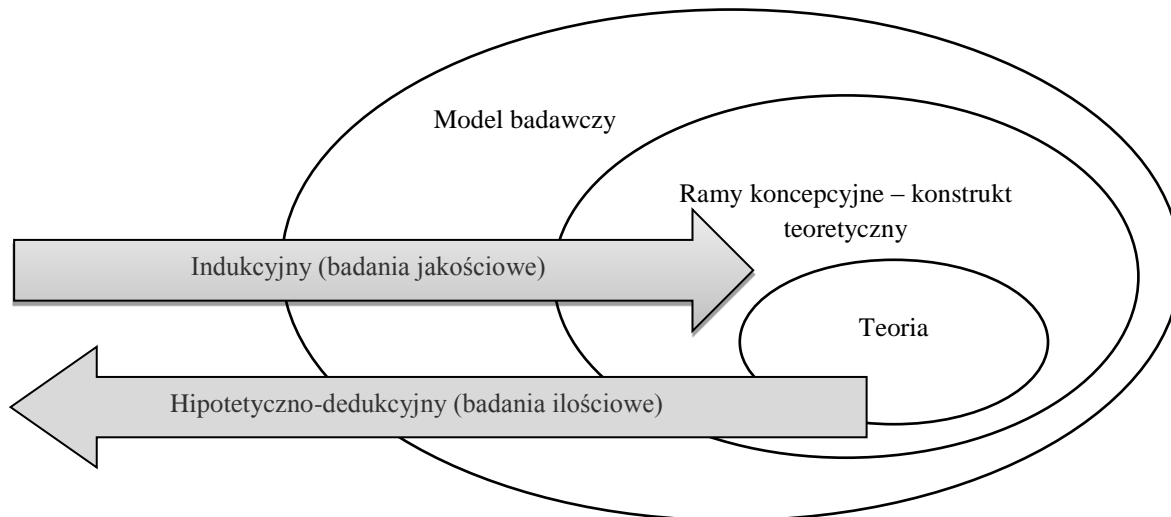 Model badawczy
Ramy koncepcyjne – konstrukt
teoretyczny
Indukcyjny (badania jakościowe)
Teoria
Hipotetyczno-dedukcyjny (badania ilościowe)